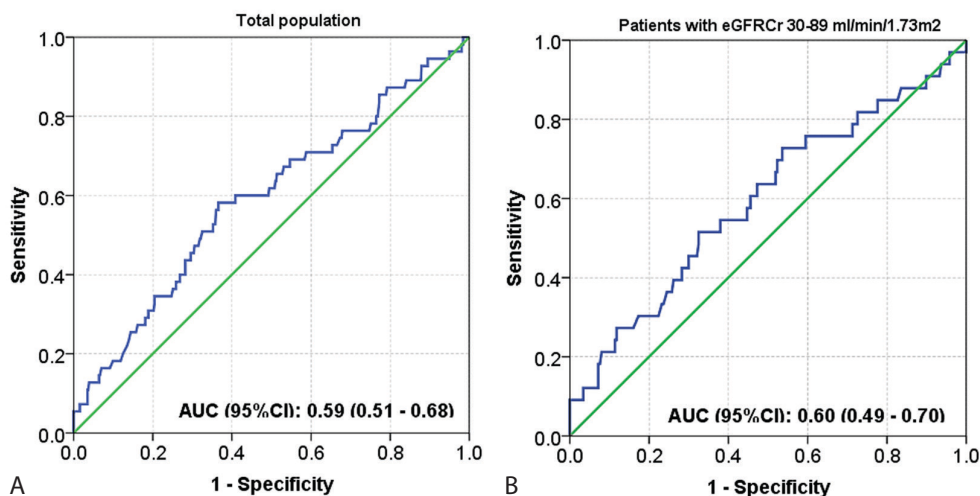 Total population
1.0
0.8
0.6
0.4
0.2
0.0
Sensitivity
AUC (95%CI): 0.59 (0.51 - 0.68)
0.0 0.2 0.4 0.6 0.8 1.0
1 - Specificity
A
Patients with eGFRCr 30-89 ml/min/1.73m2
1.0
0.8
0.6
0.4
0.2
0.0
Sensitivity
AUC (95%CI): 0.60 (0.49 - 0.70)
0.0 0.2 0.4 0.6 0.8 1.0
1 - Specificity
B